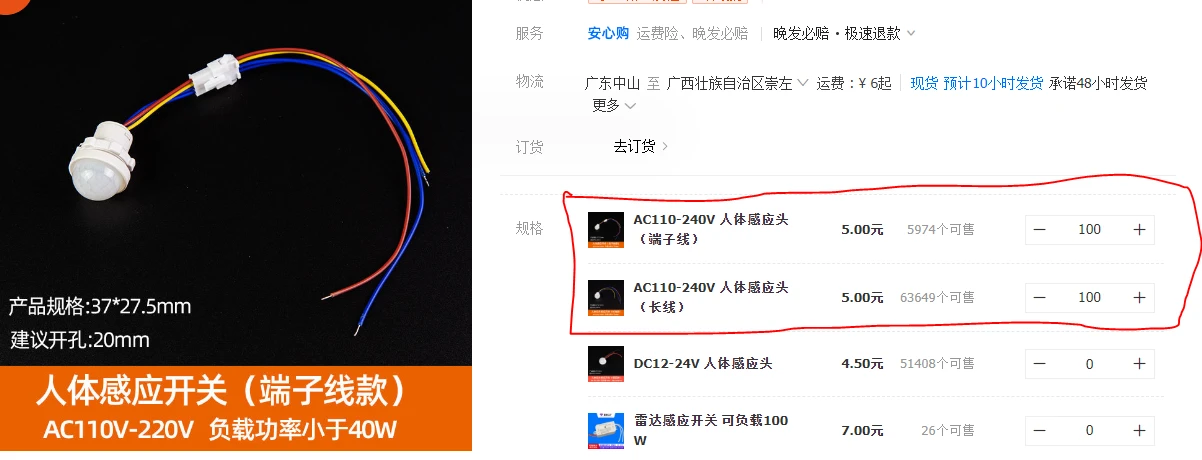 产品规格:37*27.5mm
建议开孔:20mm
人体感应开关（端子线款）
AC110V-220V 负载功率小于40W
服务 安心购 运费险、晚发必赔 晚发必赔·极速退款
物流 广东中山 至 广西壮族自治区崇左 运费：¥ 6起 现货 预计10小时发货 承诺48小时发货
更多
订货 去订货
规格
AC110-240V 人体感应头
（端子线） 5.00元 5974个可售 − 100 +
AC110-240V 人体感应头
（长线） 5.00元 63649个可售 − 100 +
DC12-24V 人体感应头 4.50元 51408个可售 − 0 +
雷达感应开关 可负载100
W 7.00元 26个可售 − 0 +